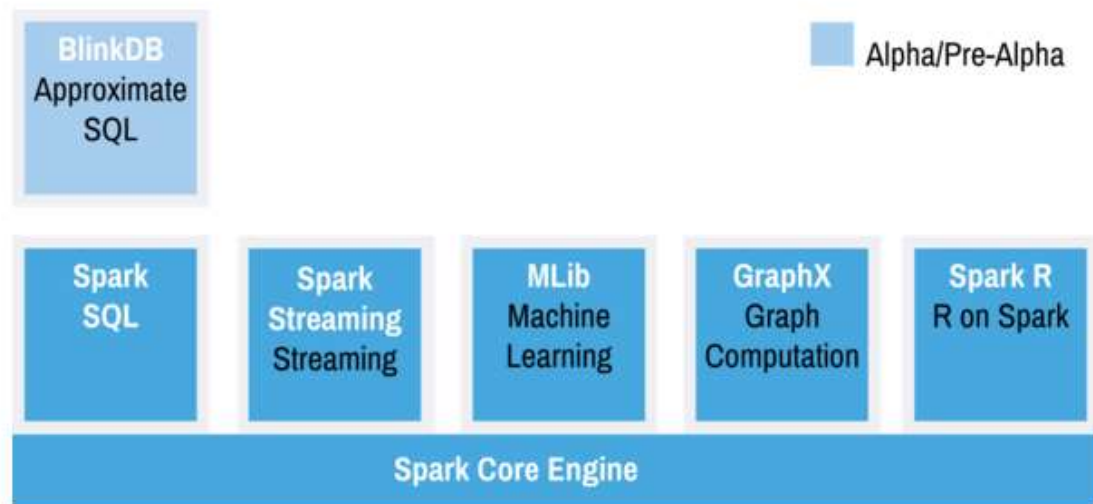 BlinkDB
Approximate
SQL
Alpha/Pre-Alpha
Spark
SQL
Spark
Streaming
Streaming
MLib
Machine
Learning
GraphX
Graph
Computation
Spark R
R on Spark
Spark Core Engine